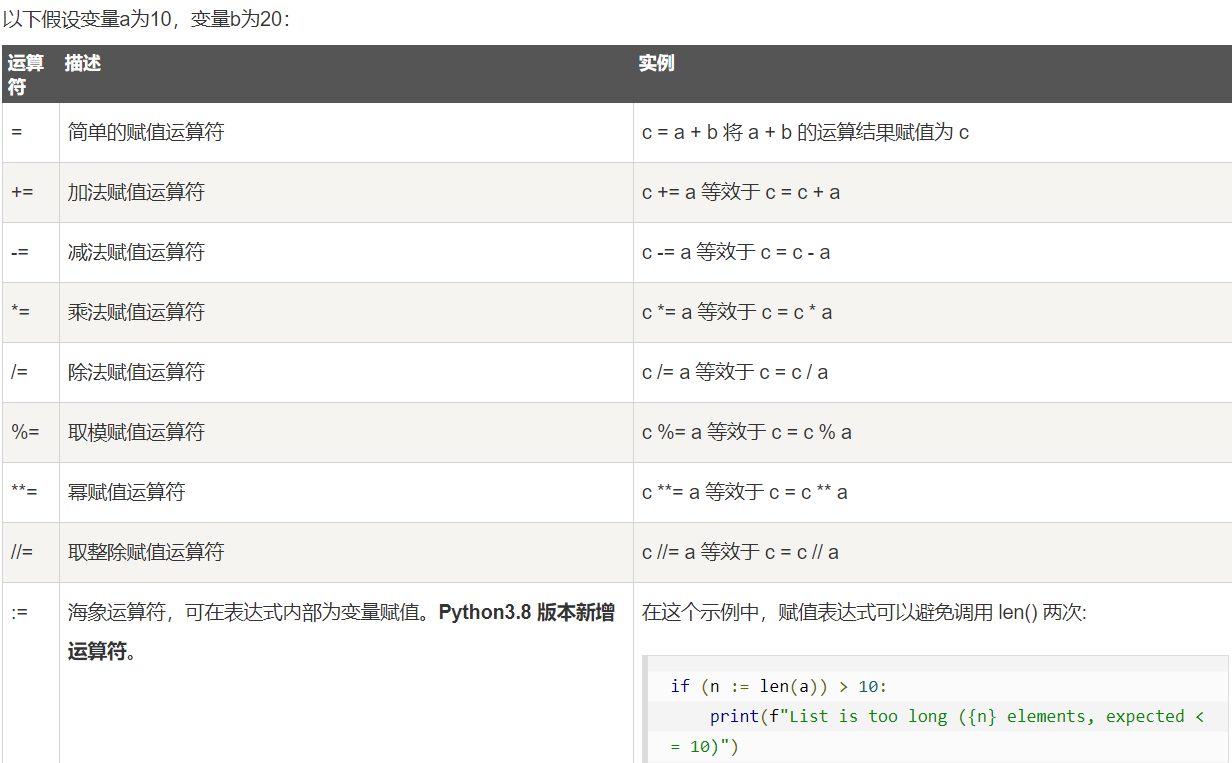 以下假设变量a为10，变量b为20：
运算符 描述 实例
= 简单的赋值运算符 c = a + b 将 a + b 的运算结果赋值为 c
+= 加法赋值运算符 c += a 等效于 c = c + a
-= 减法赋值运算符 c -= a 等效于 c = c - a
*= 乘法赋值运算符 c *= a 等效于 c = c * a
/= 除法赋值运算符 c /= a 等效于 c = c / a
%= 取模赋值运算符 c %= a 等效于 c = c % a
**= 幂赋值运算符 c **= a 等效于 c = c ** a
//= 取整除赋值运算符 c //= a 等效于 c = c // a
:= 海象运算符，可在表达式内部为变量赋值。Python3.8 版本新增
运算符。
在这个示例中，赋值表达式可以避免调用 len() 两次:
if (n := len(a)) > 10:
    print(f"List is too long ({n} elements, expected <
= 10)")